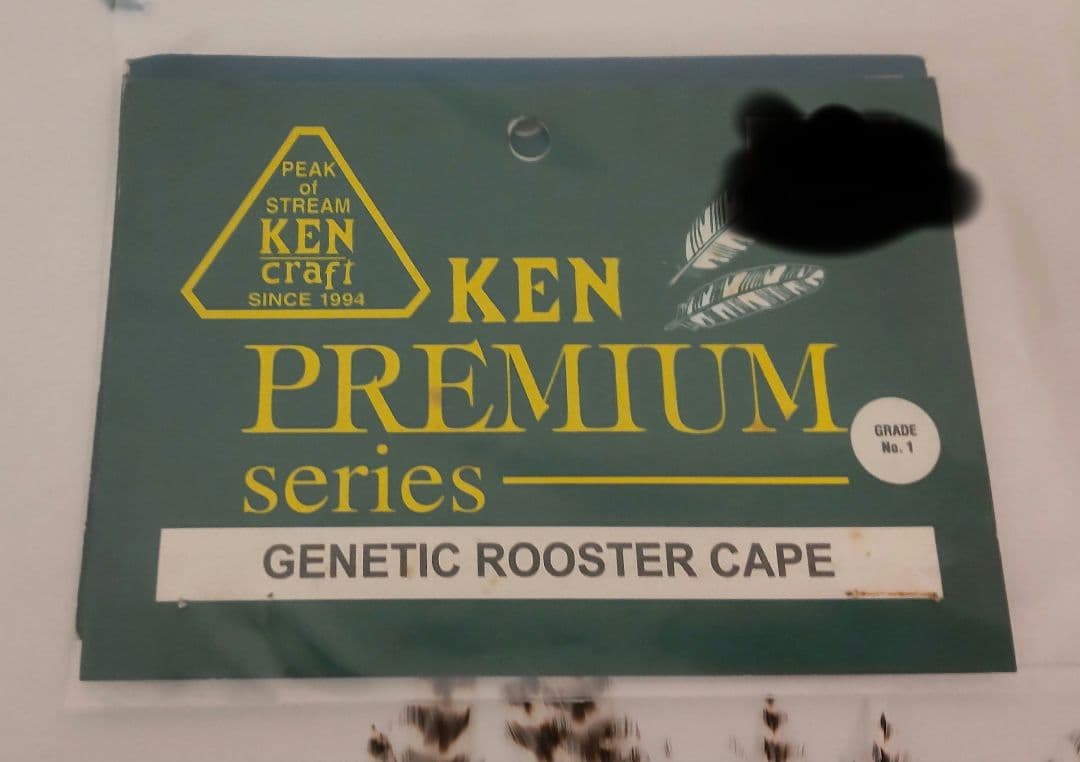 PEAK
of
STREAM
KEN
craft
SINCE 1994
KEN
PREMIUM
series
GRADE
No. 1
GENETIC ROOSTER CAPE